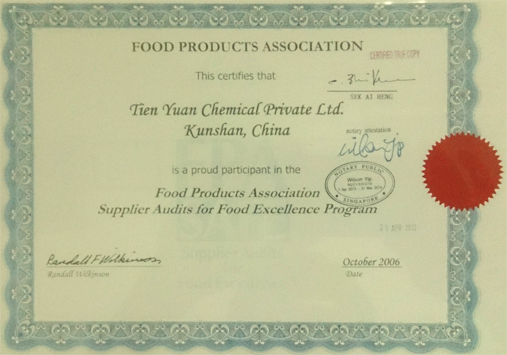 FOOD PRODUCTS ASSOCIATION
CERTIFIED TRUE COPY
This certifies that
SEK AI HENG
Tien Yuan Chemical Private Ltd.
Kunshan, China
notary attestation
is a proud participant in the
NOTARY PUBLIC
SINGAPORE
Food Products Association
Supplier Audits for Food Excellence Program
Randall F Wilkinson
October 2006
Randall Wilkinson
Date